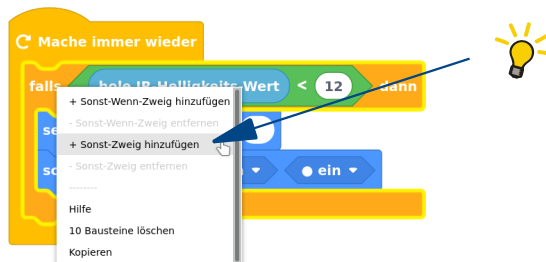 Mache immer wieder
falls hole IR Helligkeits-Wert < 12 dann
+ Sonst-Wenn-Zweig hinzufügen
- Sonst-Wenn-Zweig entfernen
+ Sonst-Zweig hinzufügen
- Sonst-Zweig entfernen
ein
--------
Hilfe
10 Bausteine löschen
Kopieren